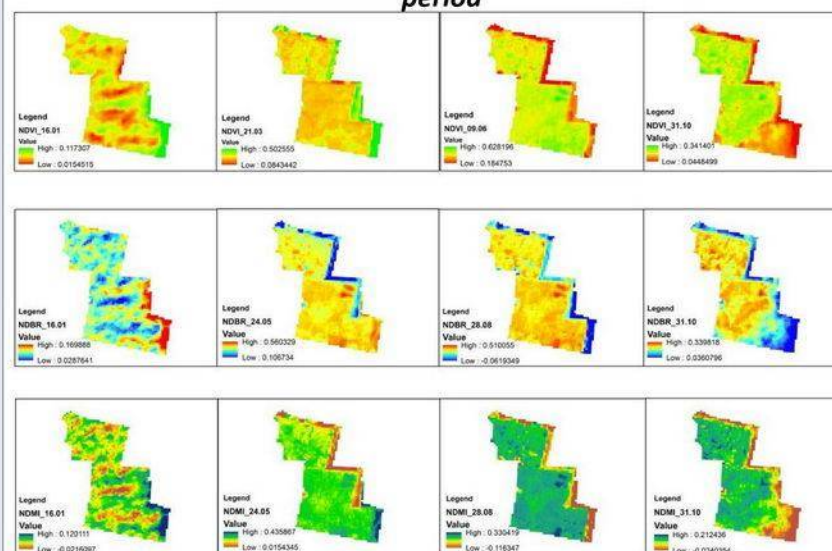 period
Legend
NDVI_16.01
Value
High : 0.117307
Low : 0.0154515
Legend
NDVI_21.03
Value
High : 0.502555
Low : 0.0843442
Legend
NDVI_09.06
Value
High : 0.628196
Low : 0.184753
Legend
NDVI_31.10
Value
High : 0.341401
Low : 0.0448499
Legend
NDBR_16.01
Value
High : 0.169888
Low : 0.0287641
Legend
NDBR_24.05
Value
High : 0.560329
Low : 0.106734
Legend
NDBR_28.08
Value
High : 0.510055
Low : -0.0619349
Legend
NDBR_31.10
Value
High : 0.339818
Low : 0.0360796
Legend
NDMI_16.01
Value
High : 0.120111
Low : -0.0216097
Legend
NDMI_24.05
Value
High : 0.435867
Low : 0.0154345
Legend
NDMI_28.08
Value
High : 0.330419
Low : -0.116347
Legend
NDMI_31.10
Value
High : 0.212436